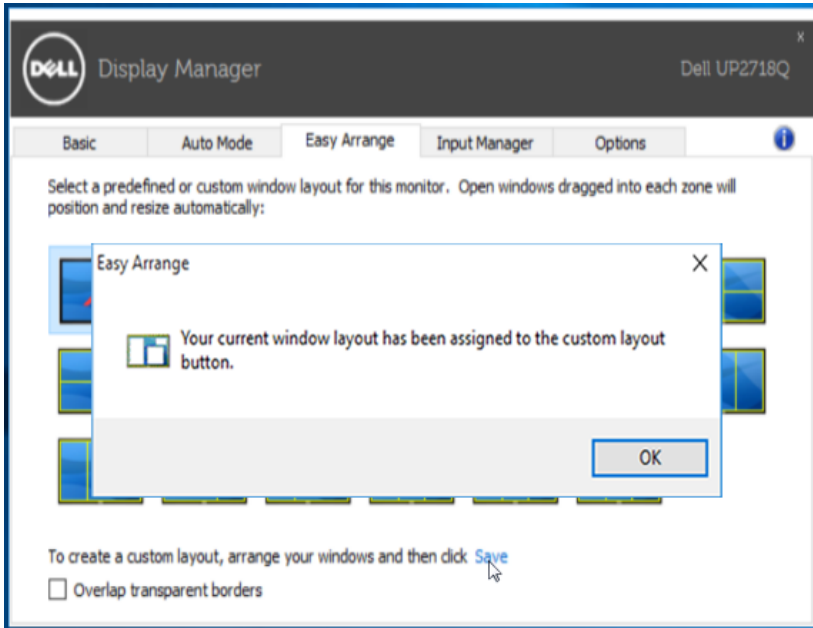 x
DELL Display Manager Dell UP2718Q
Basic Auto Mode Easy Arrange Input Manager Options i
Select a predefined or custom window layout for this monitor. Open windows dragged into each zone will
position and resize automatically:
Easy Arrange X
Your current window layout has been assigned to the custom layout
button.
OK
To create a custom layout, arrange your windows and then click Save
Overlap transparent borders